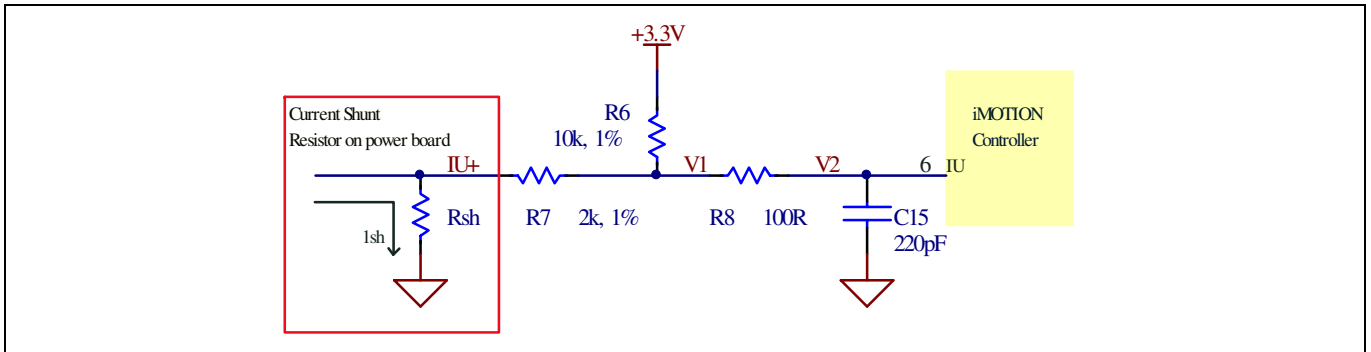 +3.3V
Current Shunt
Resistor on power board
R6
10k, 1%
iMOTION
Controller
IU+
V1
V2
6
IU
Rsh
R7
2k, 1%
R8
100R
C15
220pF
1sh